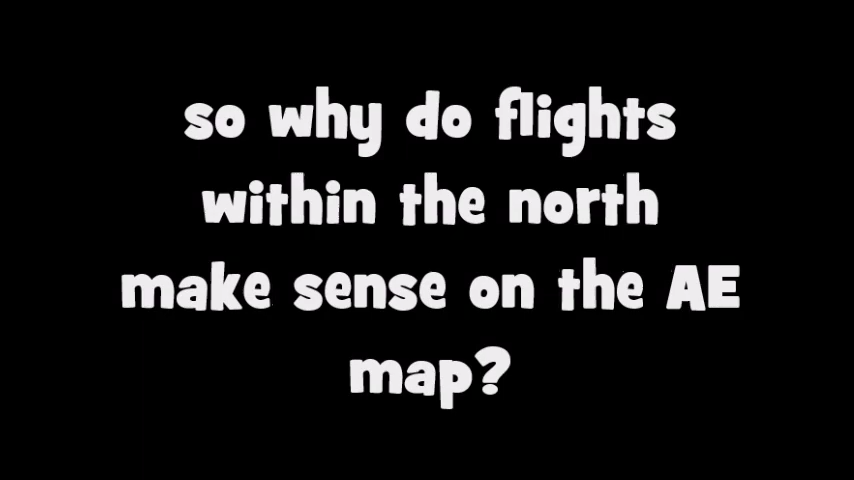 so why do flights
within the north
make sense on the AE
map?